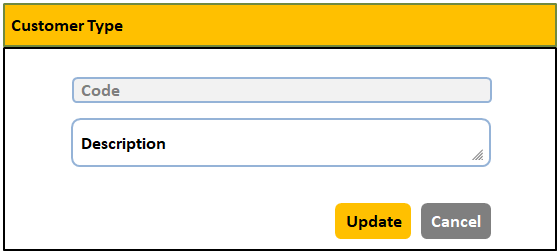 Customer Type
Code
Description
Update Cancel